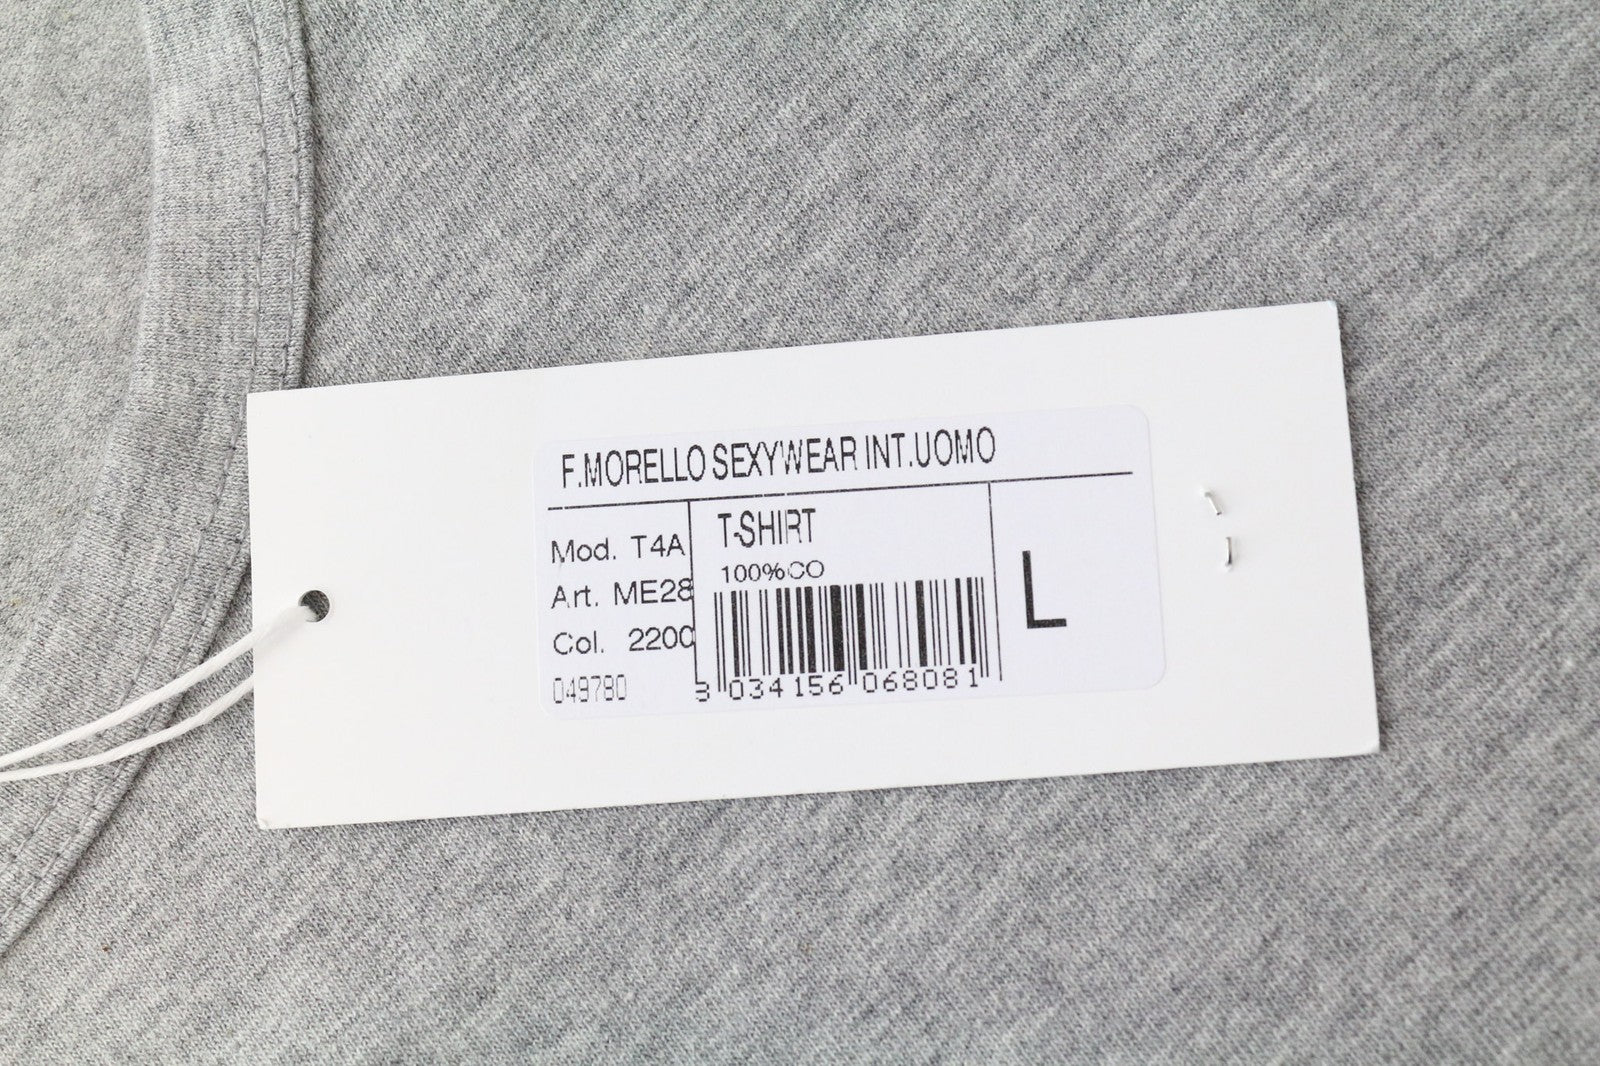 F.MORELLO SEXYWEAR INT.UOMO
Mod. T4A
Art. ME28
Col. 2200
049780
T-SHIRT
100%CO
3 034156 068081
L